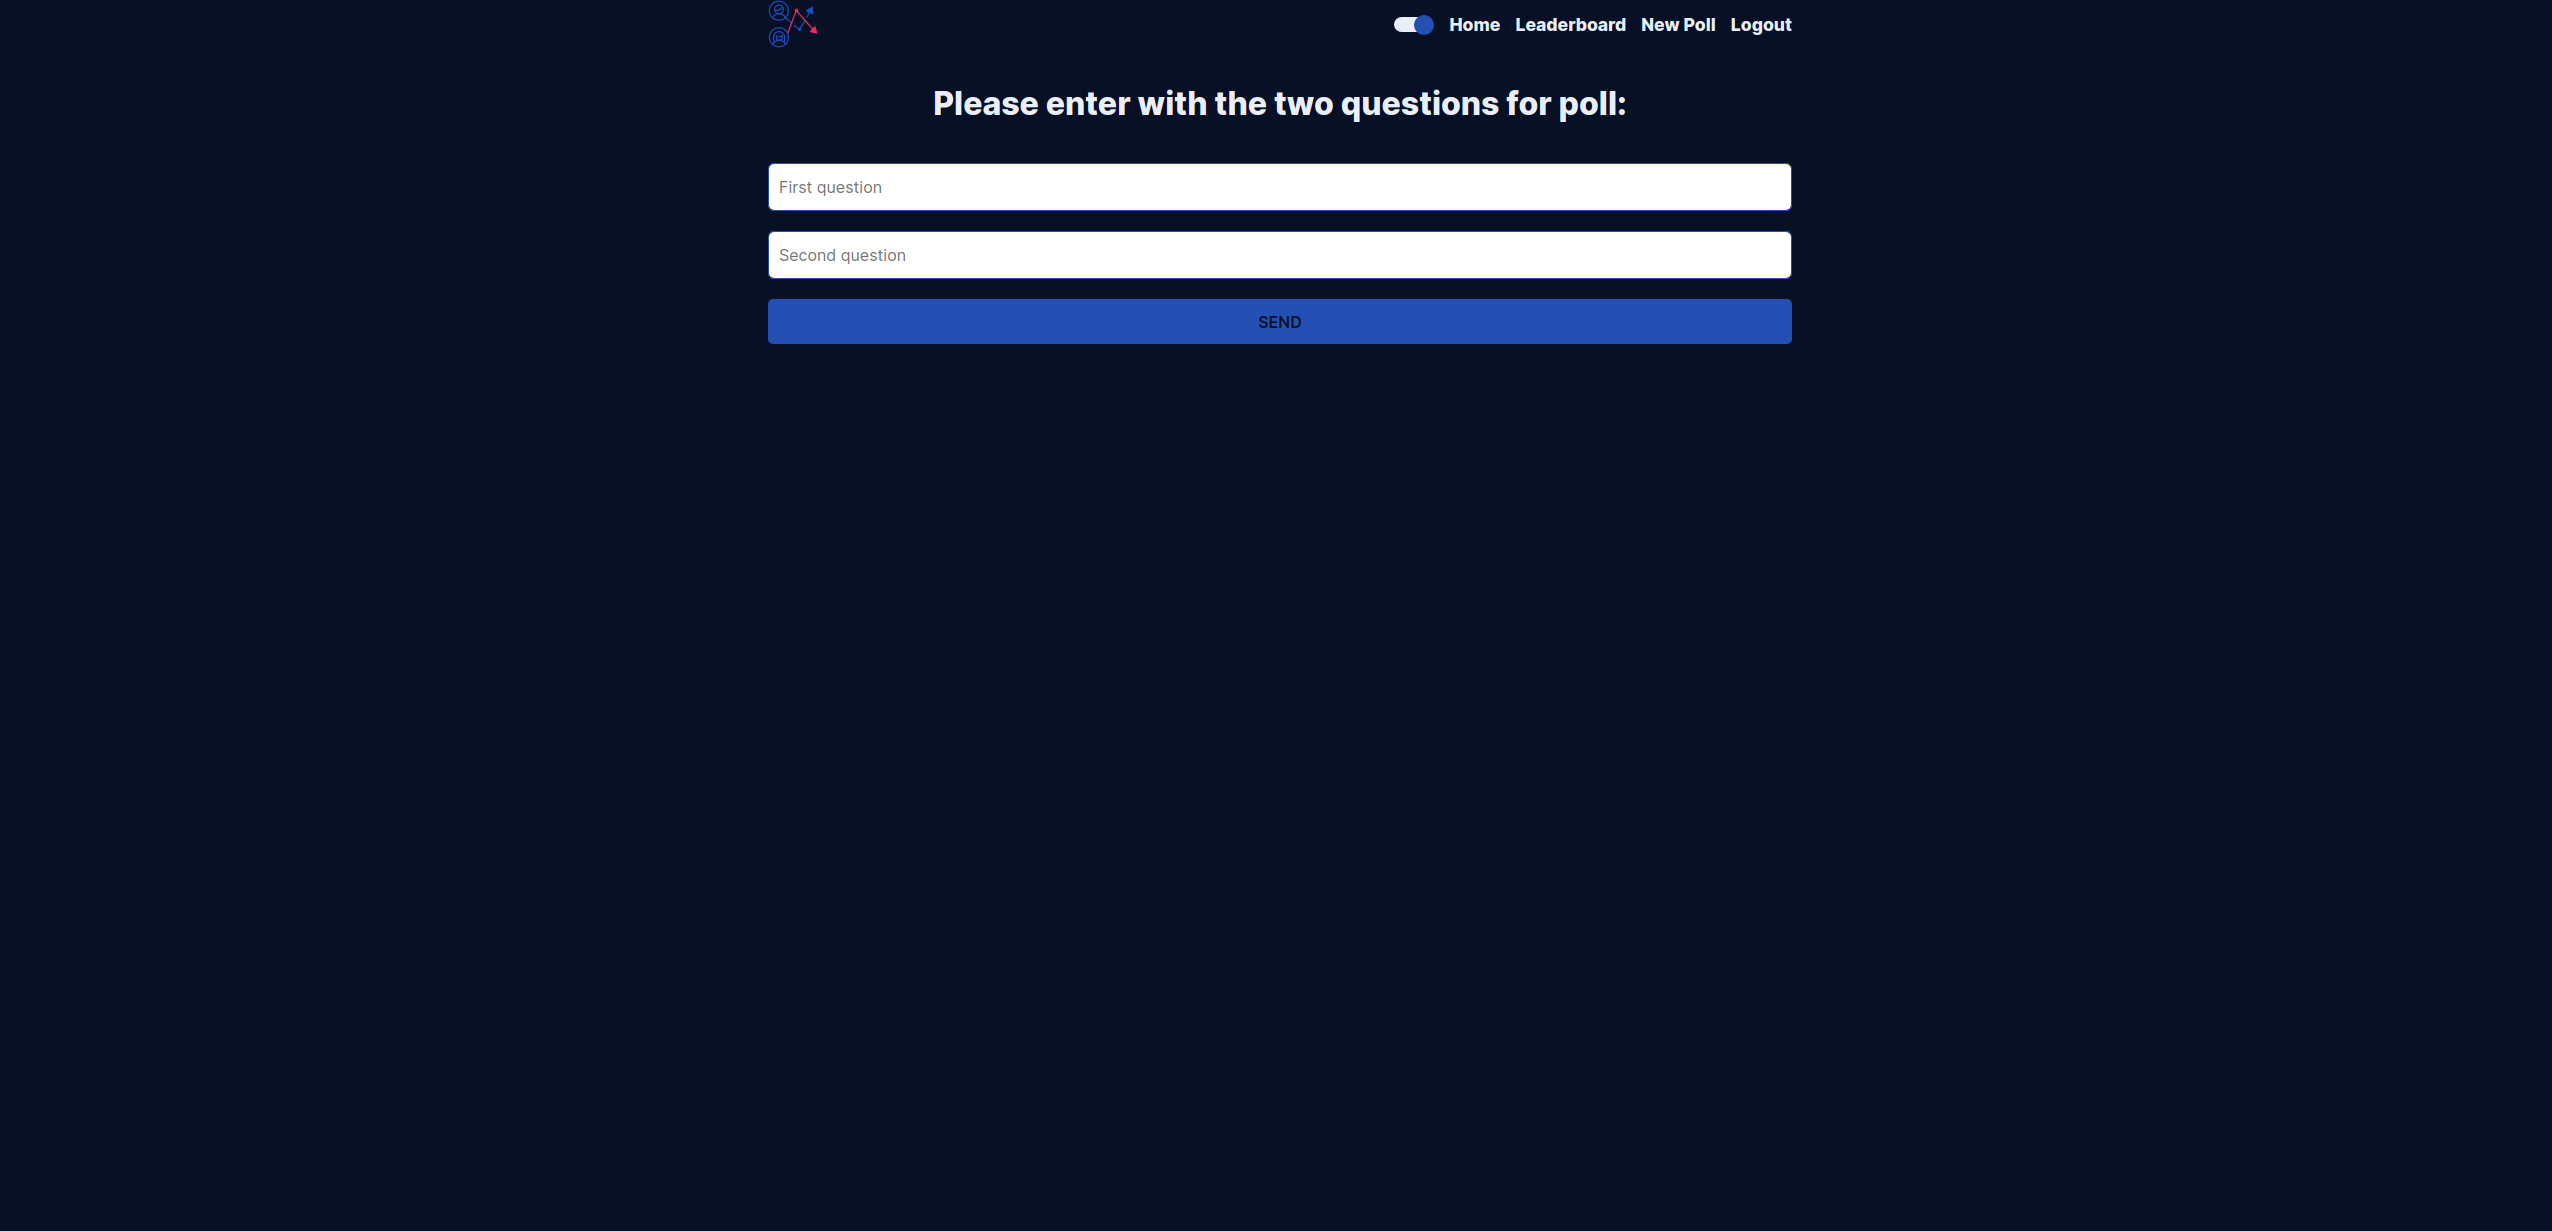 Home Leaderboard New Poll Logout
Please enter with the two questions for poll:
First question
Second question
SEND